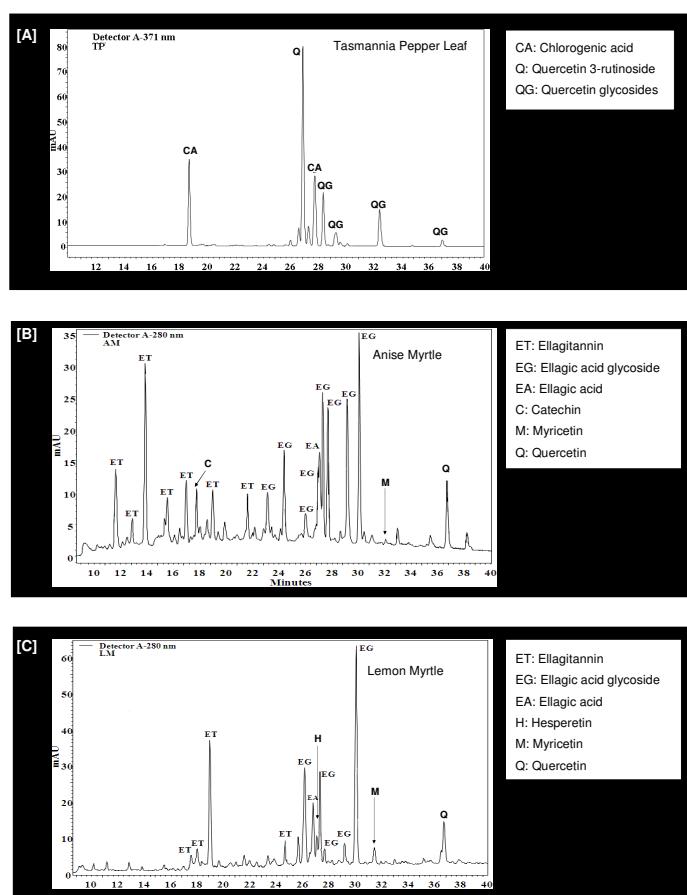 [A]
Detector A-371 nm
TP
Tasmannia Pepper Leaf
CA: Chlorogenic acid
Q: Quercetin 3-rutinoside
QG: Quercetin glycosides
mAU
80
70
60
50
40
30
20
10
0
Q
CA
CA
QG
QG
QG
QG
12 14 16 18 20 22 24 26 28 30 32 34 36 38 40
[B]
Detector A-280 nm
AM
Anise Myrtle
ET: Ellagitannin
EG: Ellagic acid glycoside
EA: Ellagic acid
C: Catechin
M: Myricetin
Q: Quercetin
mAU
35
30
25
20
15
10
5
0
EG
ET
EG
EG
EG
EA
EG
ET
C
ET
ET
ET
ET
ET
EG
EG
EG
M
Q
10 12 14 16 18 20 22 24 26 28 30 32 34 36 38 40
Minutes
[C]
Detector A-280 nm
LM
Lemon Myrtle
ET: Ellagitannin
EG: Ellagic acid glycoside
EA: Ellagic acid
H: Hesperetin
M: Myricetin
Q: Quercetin
mAU
60
50
40
30
20
10
0
EG
ET
H
EG
EG
EA
ET
ET
ET
EG
EG
M
Q
10 12 14 16 18 20 22 24 26 28 30 32 34 36 38 40